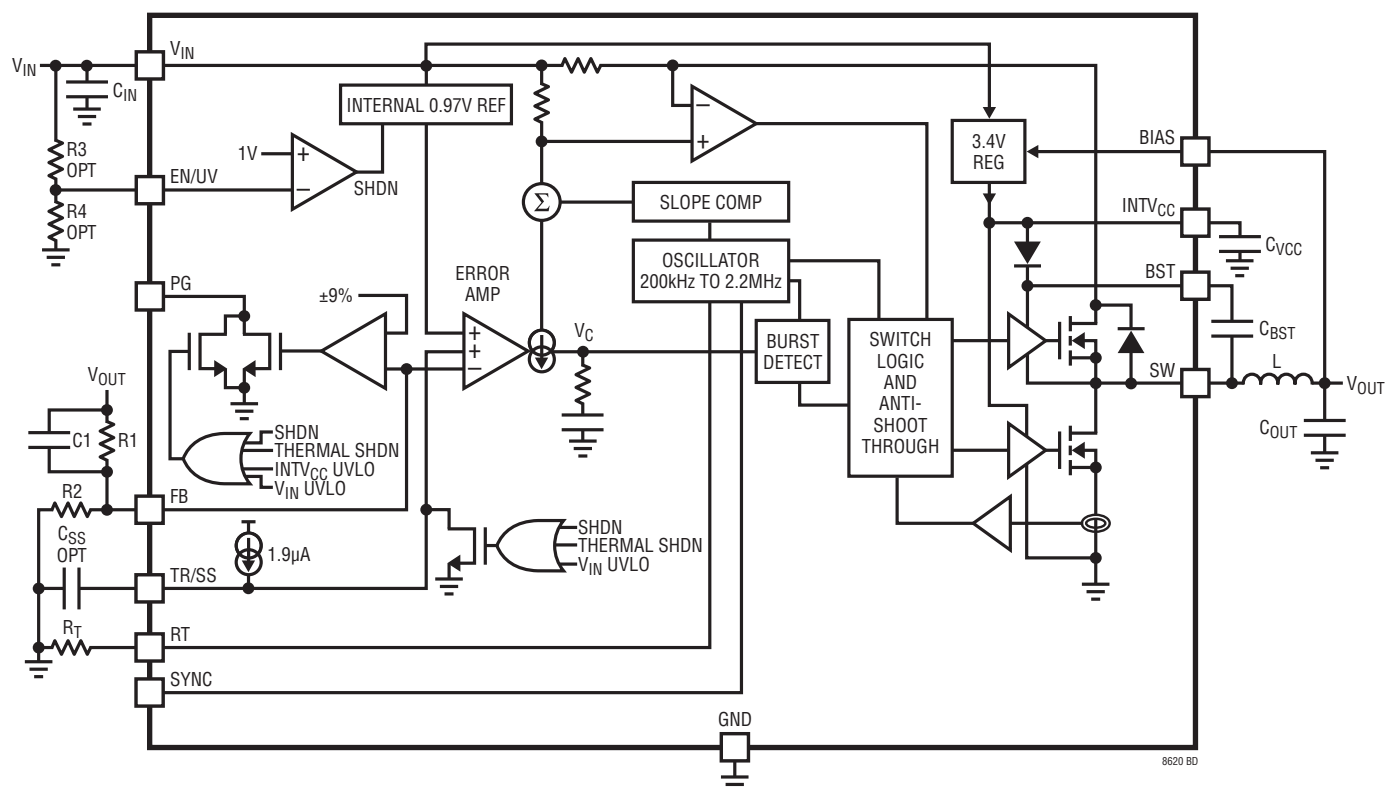 VIN
VIN
CIN
INTERNAL 0.97V REF
R3
OPT
1V
+
−
SHDN
EN/UV
R4
OPT
−
+
3.4V
REG
BIAS
Σ
SLOPE COMP
INTVCC
CVCC
OSCILLATOR
200kHz TO 2.2MHz
BST
PG
±9%
ERROR
AMP
+
+
−
VC
BURST
DETECT
SWITCH
LOGIC
AND
ANTI-
SHOOT
THROUGH
CBST
SW
L
VOUT
COUT
VOUT
C1
R1
SHDN
THERMAL SHDN
INTVCC UVLO
VIN UVLO
R2
FB
CSS
OPT
1.9µA
SHDN
THERMAL SHDN
VIN UVLO
TR/SS
RT
RT
SYNC
GND
8620 BD